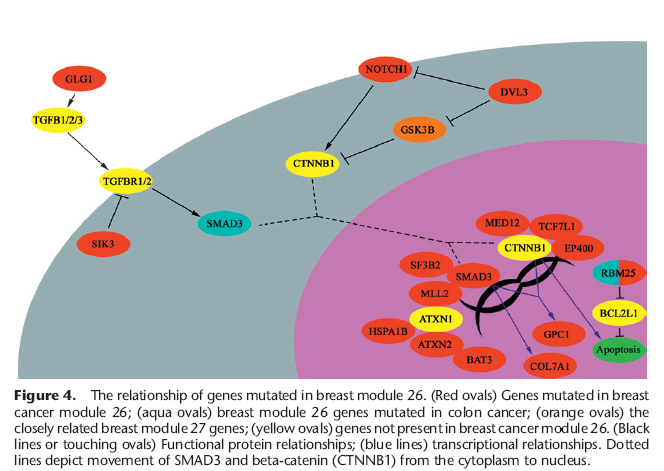 NOTCH1
GLG1
DVL3
TGFB1/2/3
GSK3B
CTNNB1
TGFBR1/2
SMAD3
SIK3
MED12
TCF7L1
CTNNB1
EP400
SF3B2
SMAD3
RBM25
MLL2
ATXN1
BCL2L1
HSPA1B
ATXN2
GPC1
Apoptosis
BAT3
COL7A1
Figure 4. The relationship of genes mutated in breast module 26. (Red ovals) Genes mutated in breast
cancer module 26; (aqua ovals) breast module 26 genes mutated in colon cancer; (orange ovals) the
closely related breast module 27 genes; (yellow ovals) genes not present in breast cancer module 26. (Black
lines or touching ovals) Functional protein relationships; (blue lines) transcriptional relationships. Dotted
lines depict movement of SMAD3 and beta-catenin (CTNNB1) from the cytoplasm to nucleus.